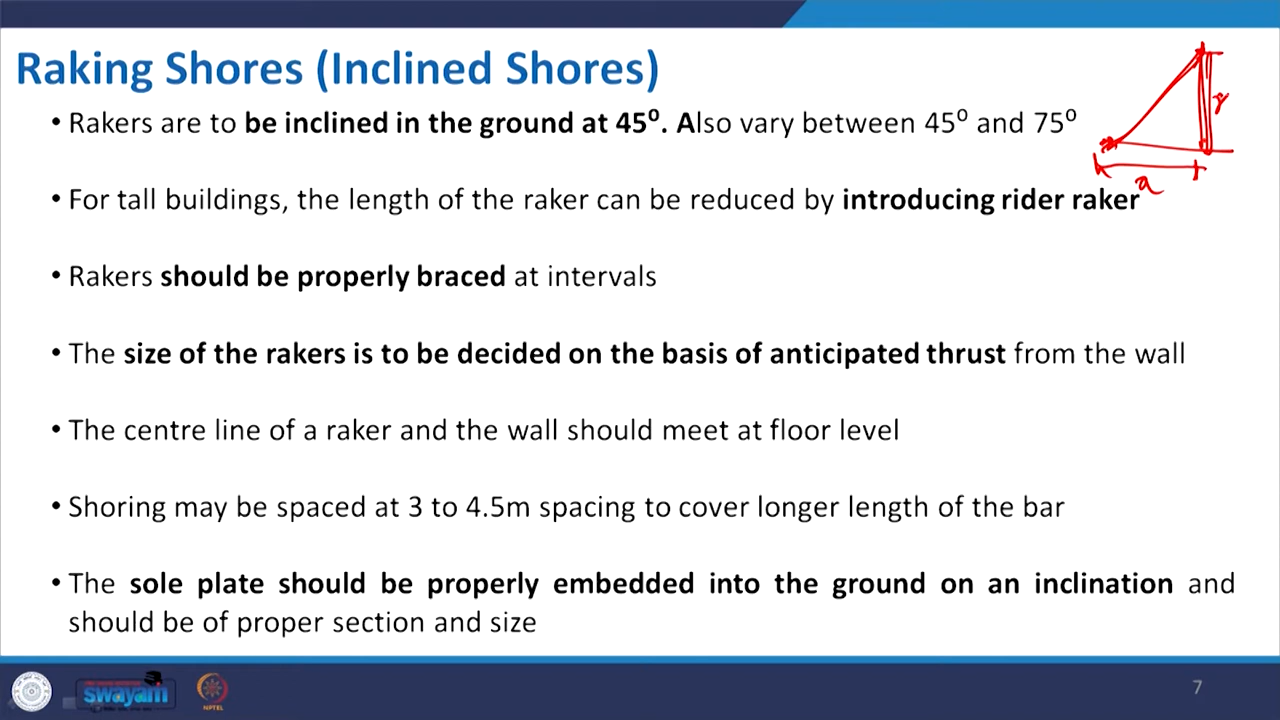 Raking Shores (Inclined Shores)
• Rakers are to be inclined in the ground at 45⁰. Also vary between 45⁰ and 75⁰
• For tall buildings, the length of the raker can be reduced by introducing rider raker
• Rakers should be properly braced at intervals
• The size of the rakers is to be decided on the basis of anticipated thrust from the wall
• The centre line of a raker and the wall should meet at floor level
• Shoring may be spaced at 3 to 4.5m spacing to cover longer length of the bar
• The sole plate should be properly embedded into the ground on an inclination and
should be of proper section and size
swayam
NPTEL
7